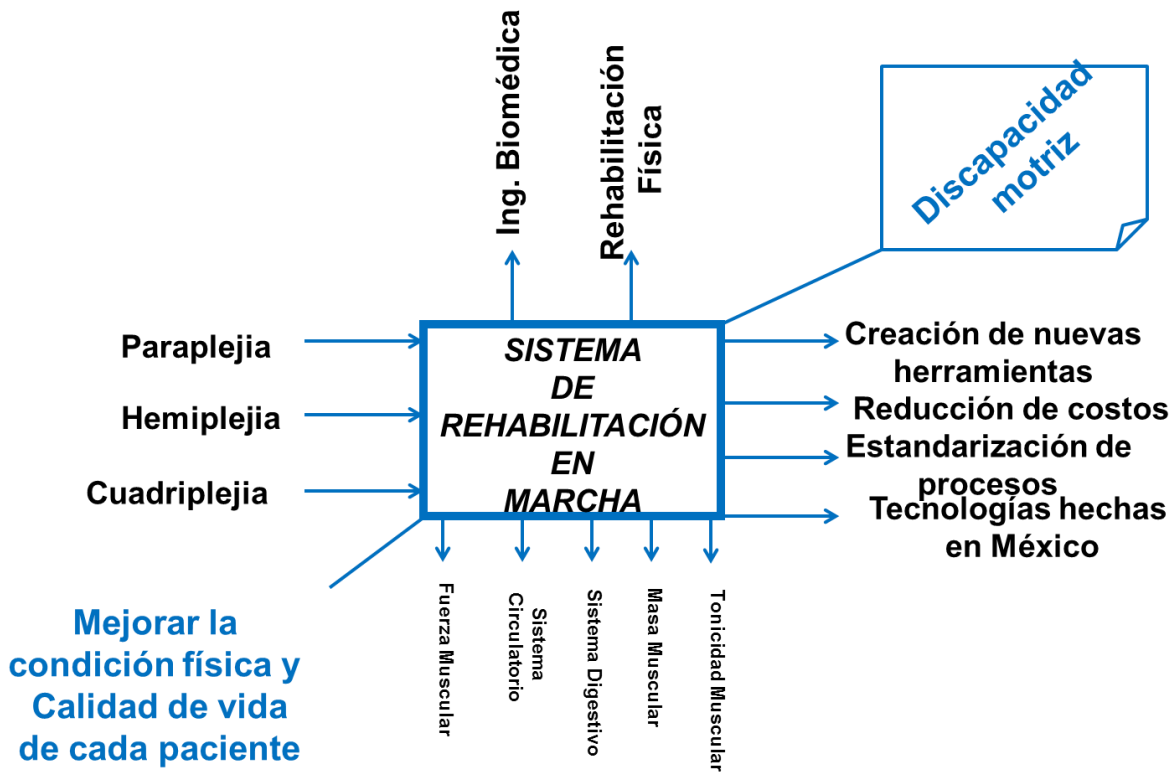 Ing. Biomédica
Rehabilitación
Física
Discapacidad
motriz
Paraplejia
Hemiplejia
Cuadriplejia
SISTEMA
DE
REHABILITACIÓN
EN
MARCHA
Creación de nuevas
herramientas
Reducción de costos
Estandarización de
procesos
Tecnologías hechas
en México
Fuerza Muscular
Sistema
Circulatorio
Sistema Digestivo
Masa Muscular
Tonicidad Muscular
Mejorar la
condición física y
Calidad de vida
de cada paciente